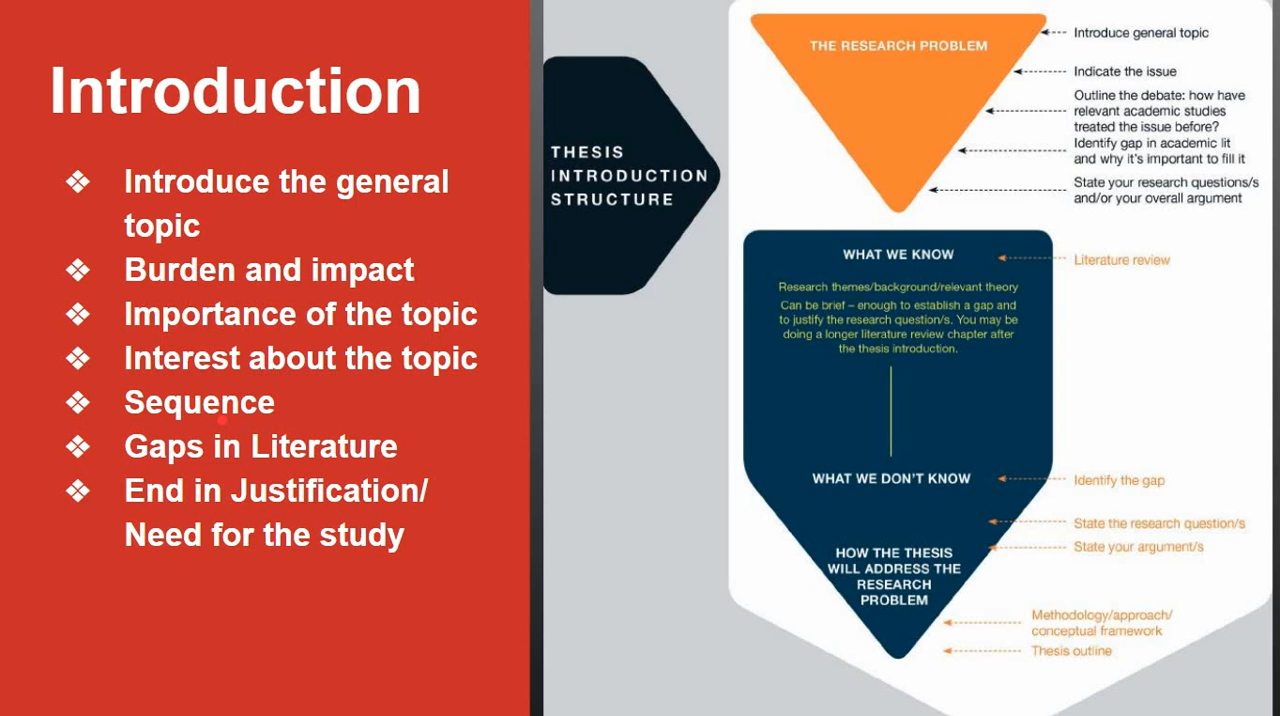 Introduction
❖ Introduce the general
topic
❖ Burden and impact
❖ Importance of the topic
❖ Interest about the topic
❖ Sequence
❖ Gaps in Literature
❖ End in Justification/
Need for the study
THESIS
INTRODUCTION
STRUCTURE
THE RESEARCH PROBLEM
Introduce general topic
Indicate the issue
Outline the debate: how have
relevant academic studies
treated the issue before?
Identify gap in academic lit
and why it's important to fill it
State your research questions/s
and/or your overall argument
WHAT WE KNOW
Literature review
Research themes/background/relevant theory
Can be brief – enough to establish a gap and
to justify the research question/s. You may be
doing a longer literature review chapter after
the thesis introduction.
WHAT WE DON'T KNOW
Identify the gap
State the research question/s
State your argument/s
HOW THE THESIS
WILL ADDRESS THE
RESEARCH
PROBLEM
Methodology/approach/
conceptual framework
Thesis outline